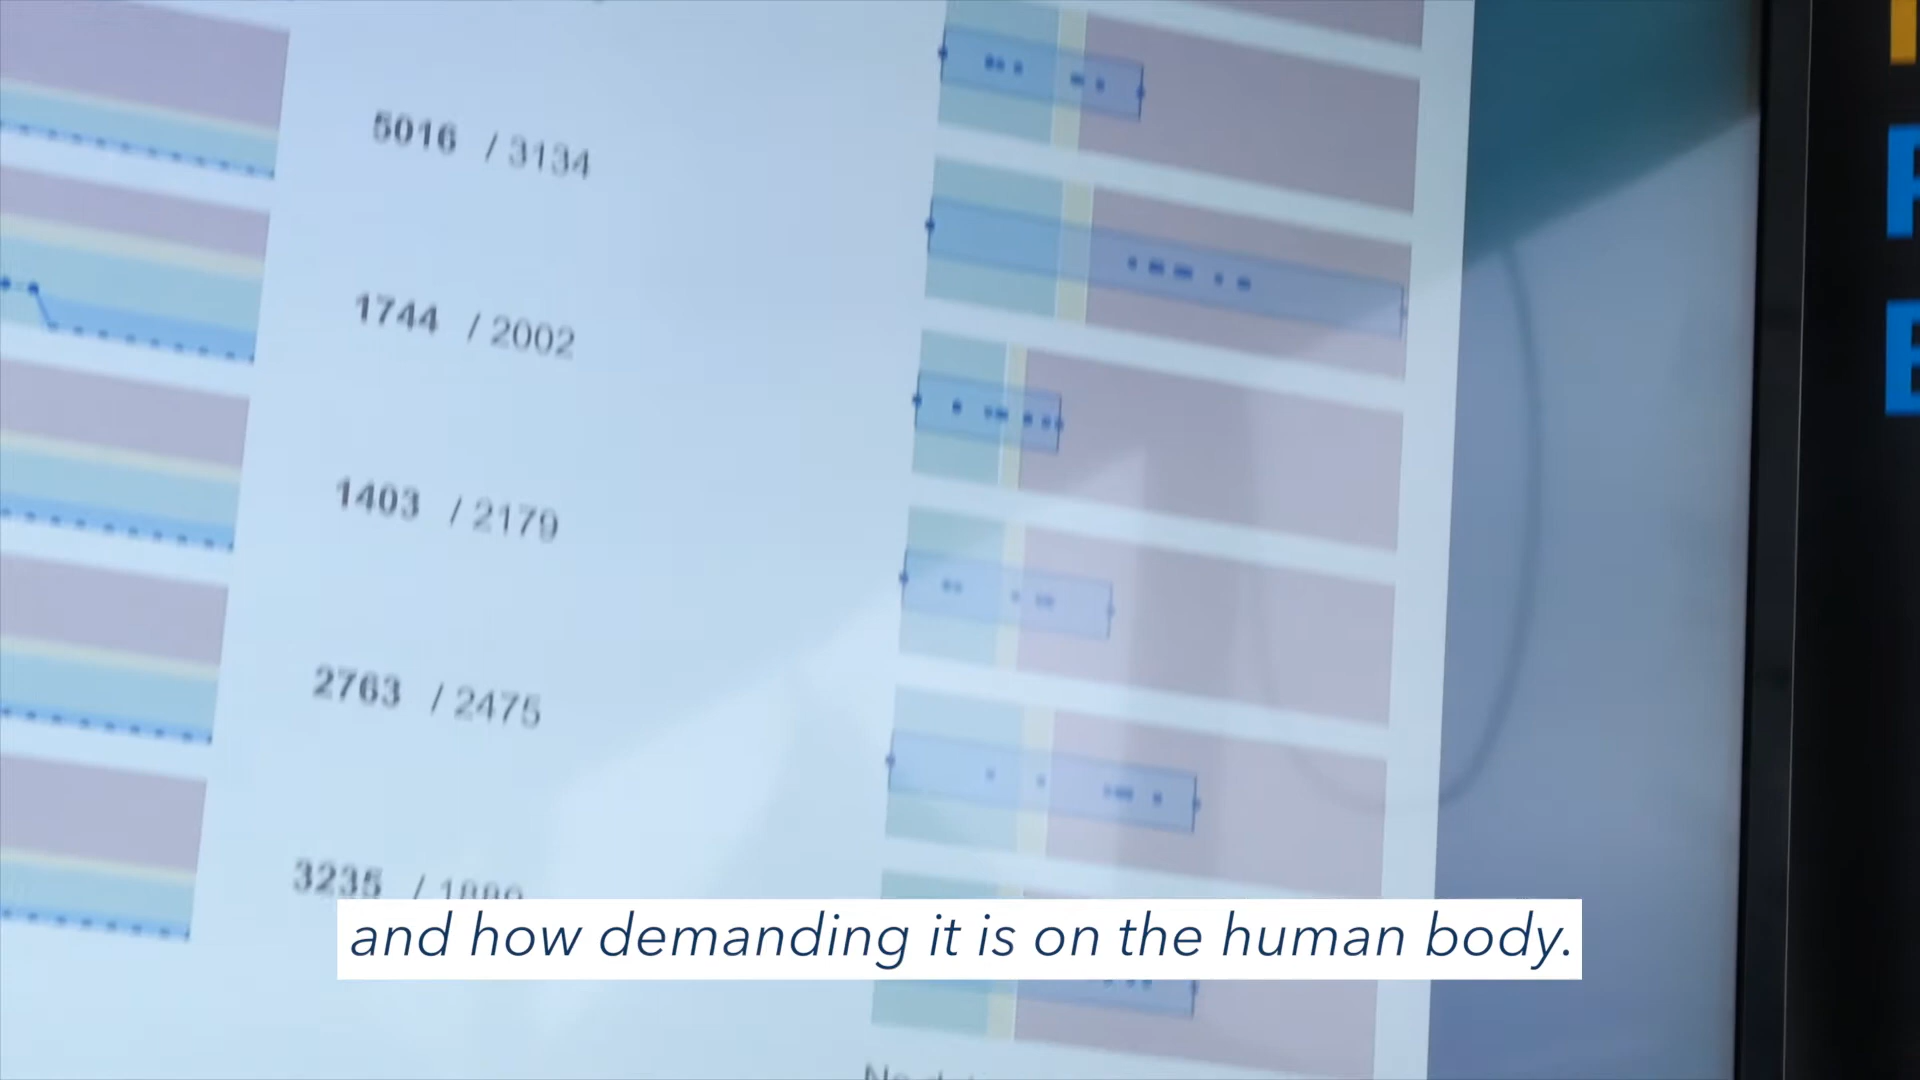 5016 / 3134
1744 / 2002
1403 / 2179
2763 / 2475
3235 /
and how demanding it is on the human body.